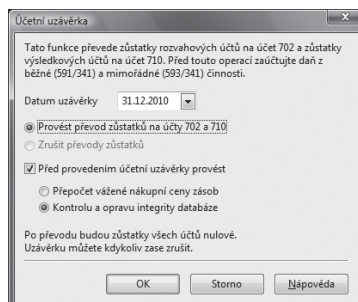 Účetní uzávěrka
Tato funkce převede zůstatky rozvahových účtů na účet 702 a zůstatky
výsledkových účtů na účet 710. Před touto operací zaúčtujte daň z
běžné (591/341) a mimořádné (593/341) činnosti.
Datum uzávěrky 31.12.2010
Provést převod zůstatků na účty 702 a 710
Zrušit převody zůstatků
Před provedením účetní uzávěrky provést
Přepočet vážené nákupní ceny zásob
Kontrolu a opravu integrity databáze
Po převodu budou zůstatky všech účtů nulové.
Uzávěrku můžete kdykoliv zase zrušit.
OK Storno Nápověda